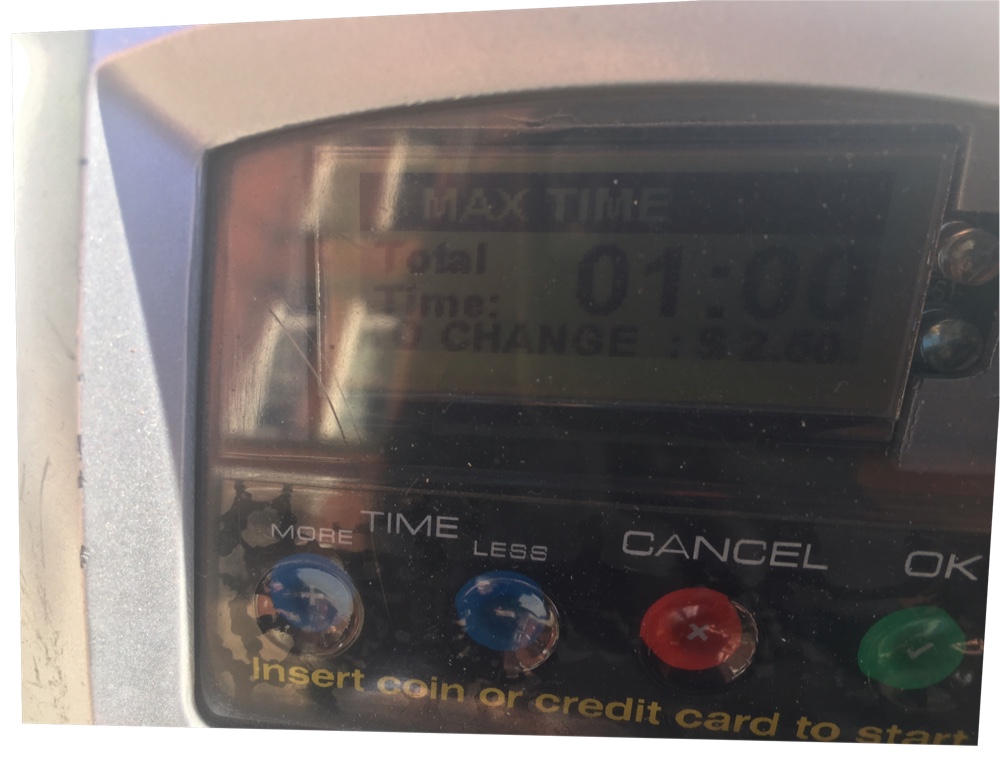 MAX TIME
Total
Time: 01:00
CHANGE : $ 2.50
MORE TIME LESS
CANCEL
OK
Insert coin or credit card to start